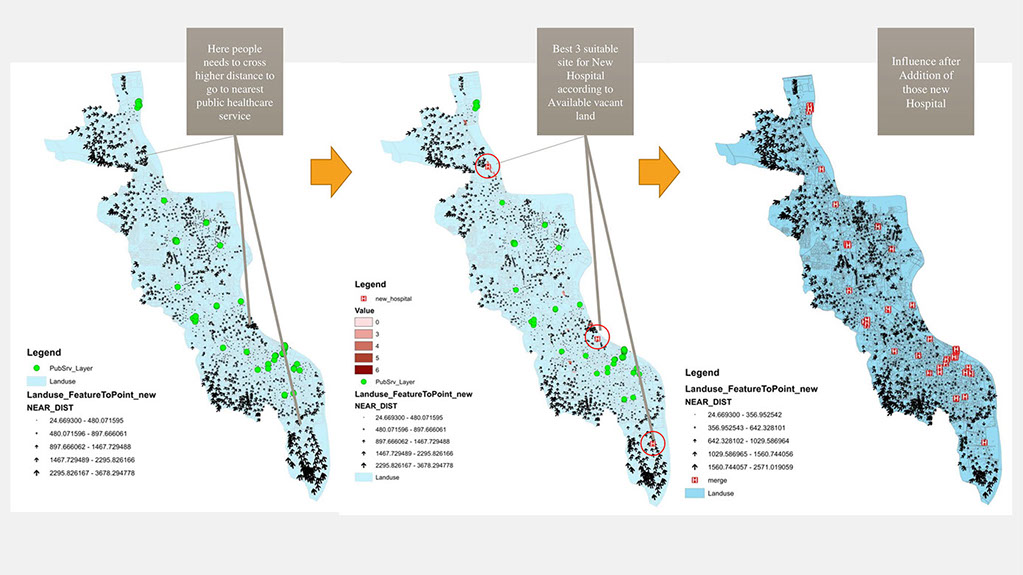 Here people
needs to cross
higher distance to
go to nearest
public healthcare
service
Best 3 suitable
site for New
Hospital
according to
Available vacant
land
Influence after
Addition of
those new
Hospital
Legend
PubSrv_Layer
Landuse
Landuse_FeatureToPoint_new
NEAR_DIST
24.669300 - 480.071595
480.071596 - 897.666061
897.666062 - 1467.729488
1467.729489 - 2295.826166
2295.826167 - 3678.294778
Legend
H new_hospital
Value
0
3
4
5
6
PubSrv_Layer
Landuse_FeatureToPoint_new
NEAR_DIST
24.669300 - 480.071595
480.071596 - 897.666061
897.666062 - 1467.729488
1467.729489 - 2295.826166
2295.826167 - 3678.294778
Landuse
Legend
Landuse_FeatureToPoint_new
NEAR_DIST
24.669300 - 356.952542
356.952543 - 642.328101
642.328102 - 1029.586964
1029.586965 - 1560.744056
1560.744057 - 2571.019059
H merge
Landuse